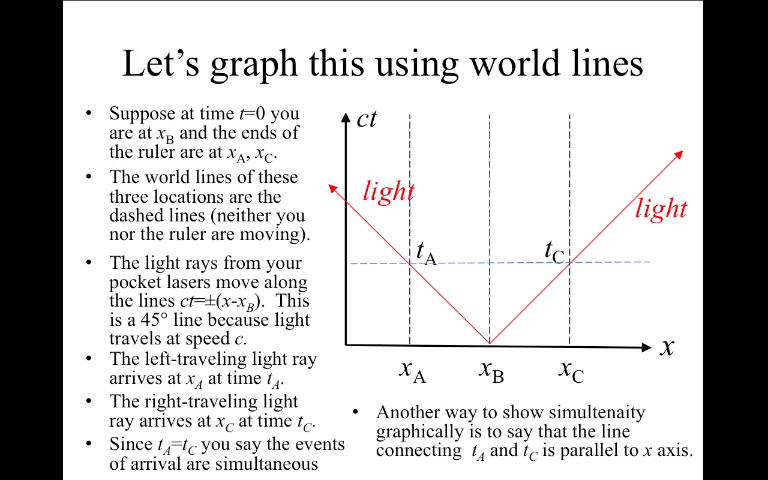 Let's graph this using world lines
• Suppose at time t=0 you
are at xB and the ends of
the ruler are at xA, xC.
• The world lines of these
three locations are the
dashed lines (neither you
nor the ruler are moving).
• The light rays from your
pocket lasers move along
the lines ct=±(x-xB). This
is a 45° line because light
travels at speed c.
• The left-traveling light ray
arrives at xA at time tA.
• The right-traveling light
ray arrives at xC at time tC.
• Since tA=tC you say the events
of arrival are simultaneous
ct
light
light
tA
tC
x
xA
xB
xC
• Another way to show simultenaity
graphically is to say that the line
connecting tA and tC is parallel to x axis.